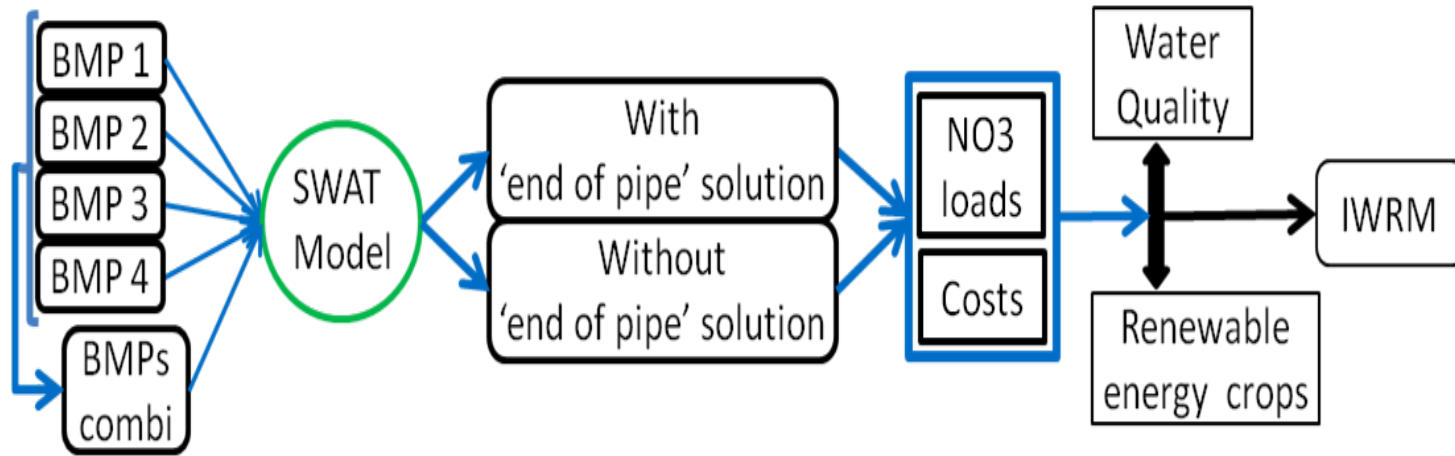 BMP 1
BMP 2
BMP 3
BMP 4
BMPs
combi
SWAT
Model
With
‘end of pipe’ solution
Without
‘end of pipe’ solution
NO3
loads
Costs
Water
Quality
Renewable
energy crops
IWRM